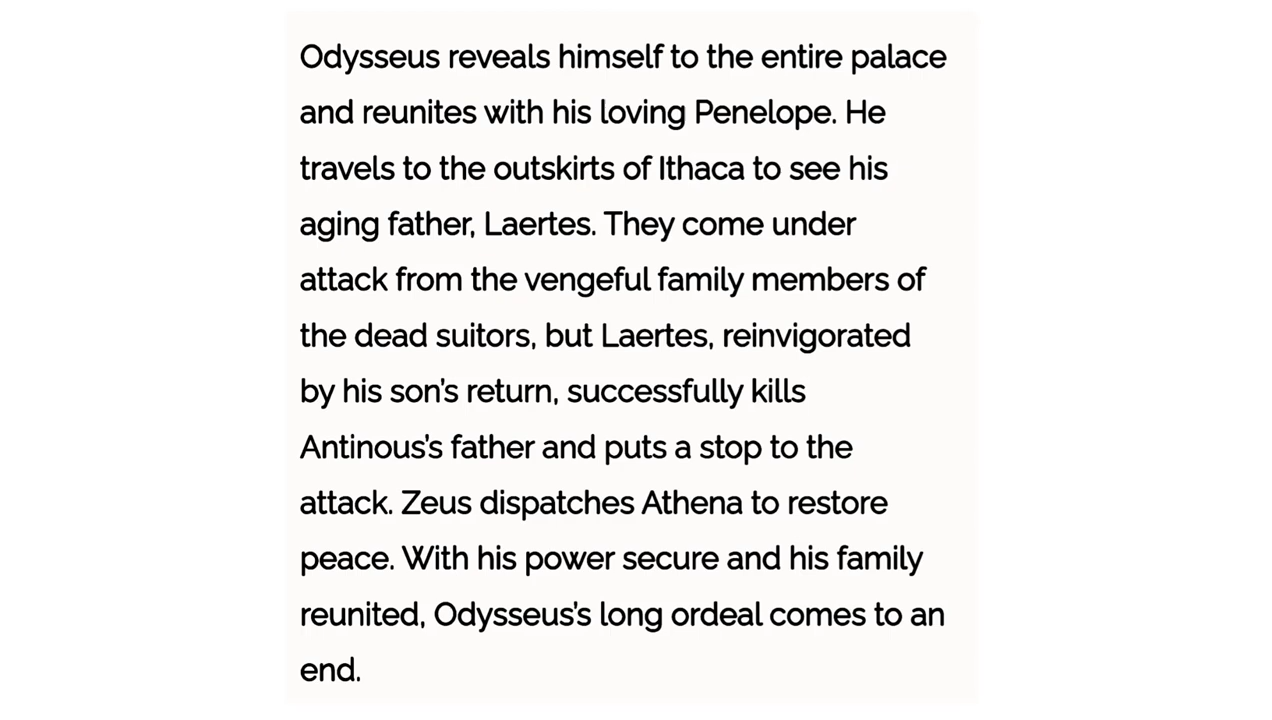 Odysseus reveals himself to the entire palace
and reunites with his loving Penelope. He
travels to the outskirts of Ithaca to see his
aging father, Laertes. They come under
attack from the vengeful family members of
the dead suitors, but Laertes, reinvigorated
by his son’s return, successfully kills
Antinous’s father and puts a stop to the
attack. Zeus dispatches Athena to restore
peace. With his power secure and his family
reunited, Odysseus’s long ordeal comes to an
end.